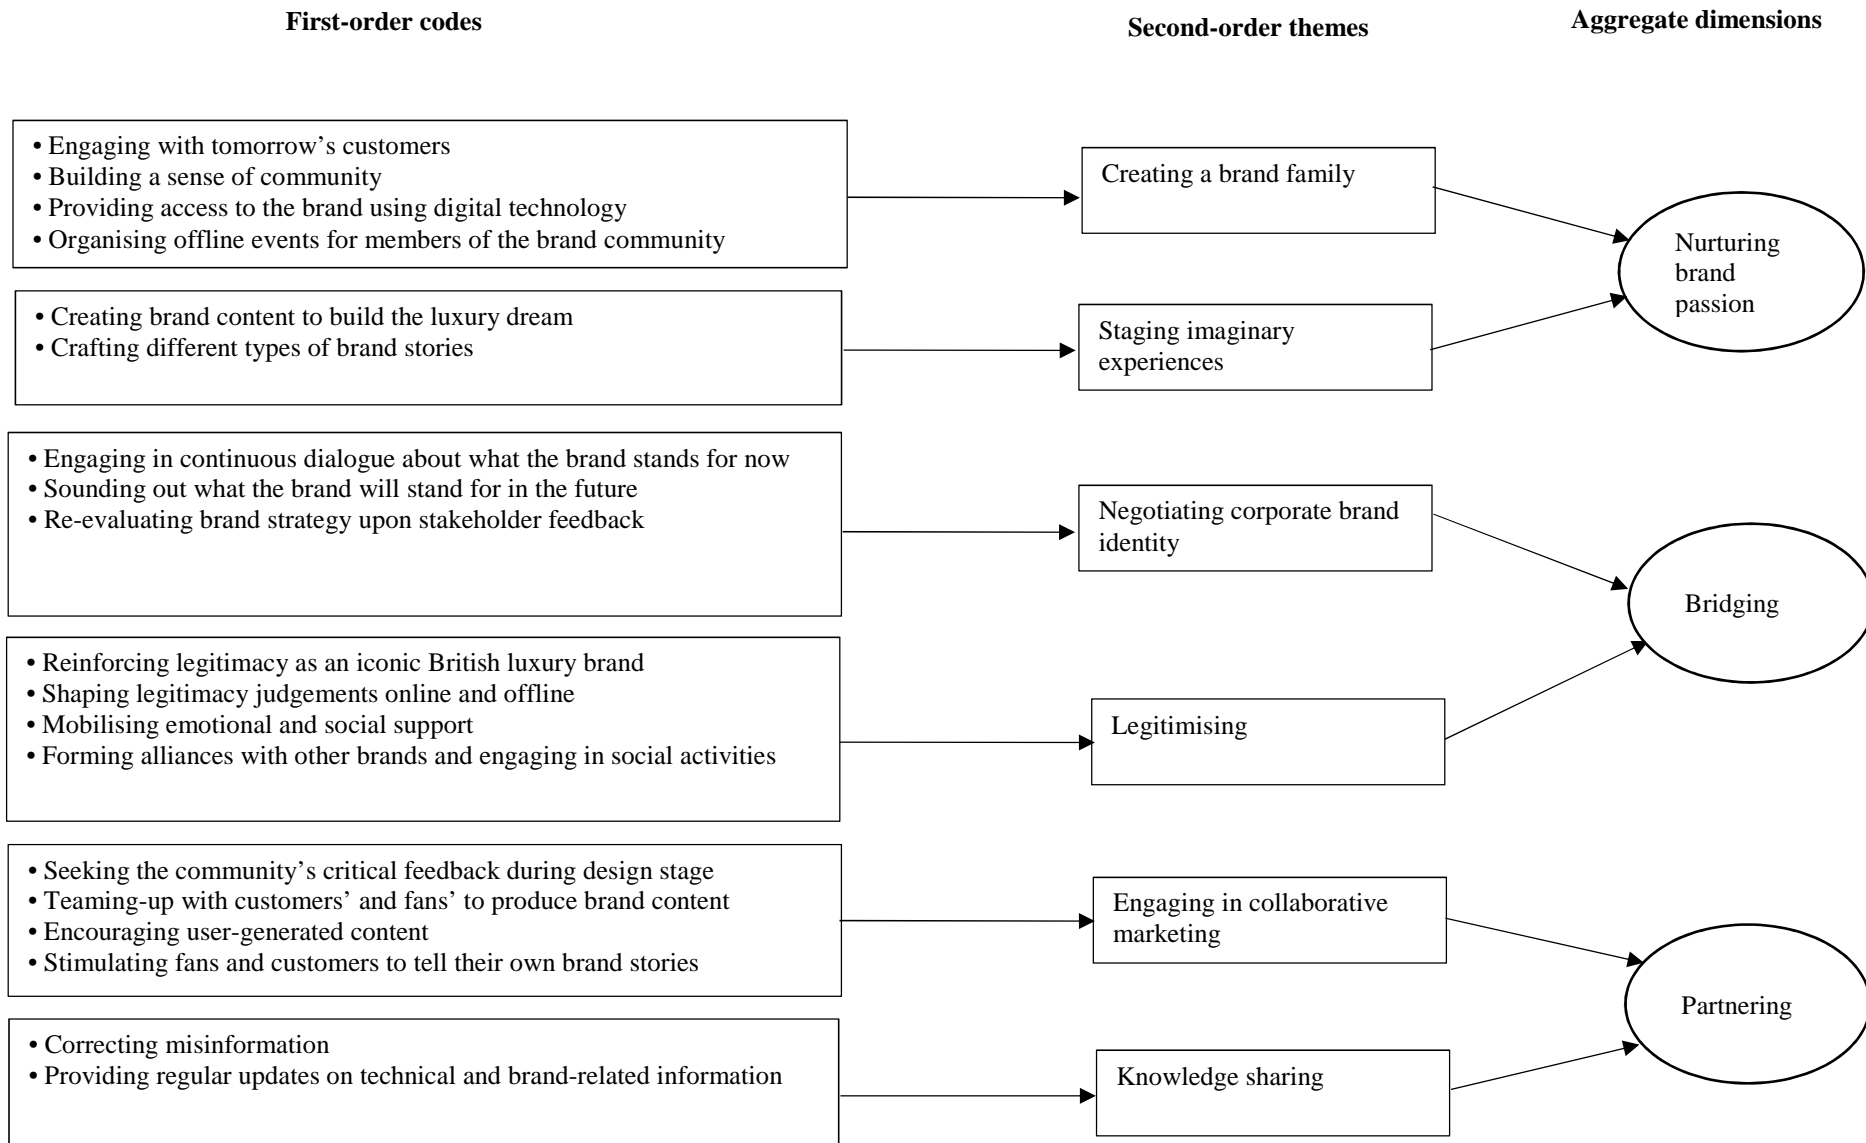 First-order codes
Second-order themes
Aggregate dimensions
• Engaging with tomorrow’s customers
• Building a sense of community
• Providing access to the brand using digital technology
• Organising offline events for members of the brand community
Creating a brand family
Nurturing
brand
passion
• Creating brand content to build the luxury dream
• Crafting different types of brand stories
Staging imaginary
experiences
• Engaging in continuous dialogue about what the brand stands for now
• Sounding out what the brand will stand for in the future
• Re-evaluating brand strategy upon stakeholder feedback
Negotiating corporate brand
identity
Bridging
• Reinforcing legitimacy as an iconic British luxury brand
• Shaping legitimacy judgements online and offline
• Mobilising emotional and social support
• Forming alliances with other brands and engaging in social activities
Legitimising
• Seeking the community’s critical feedback during design stage
• Teaming-up with customers’ and fans’ to produce brand content
• Encouraging user-generated content
• Stimulating fans and customers to tell their own brand stories
Engaging in collaborative
marketing
Partnering
• Correcting misinformation
• Providing regular updates on technical and brand-related information
Knowledge sharing